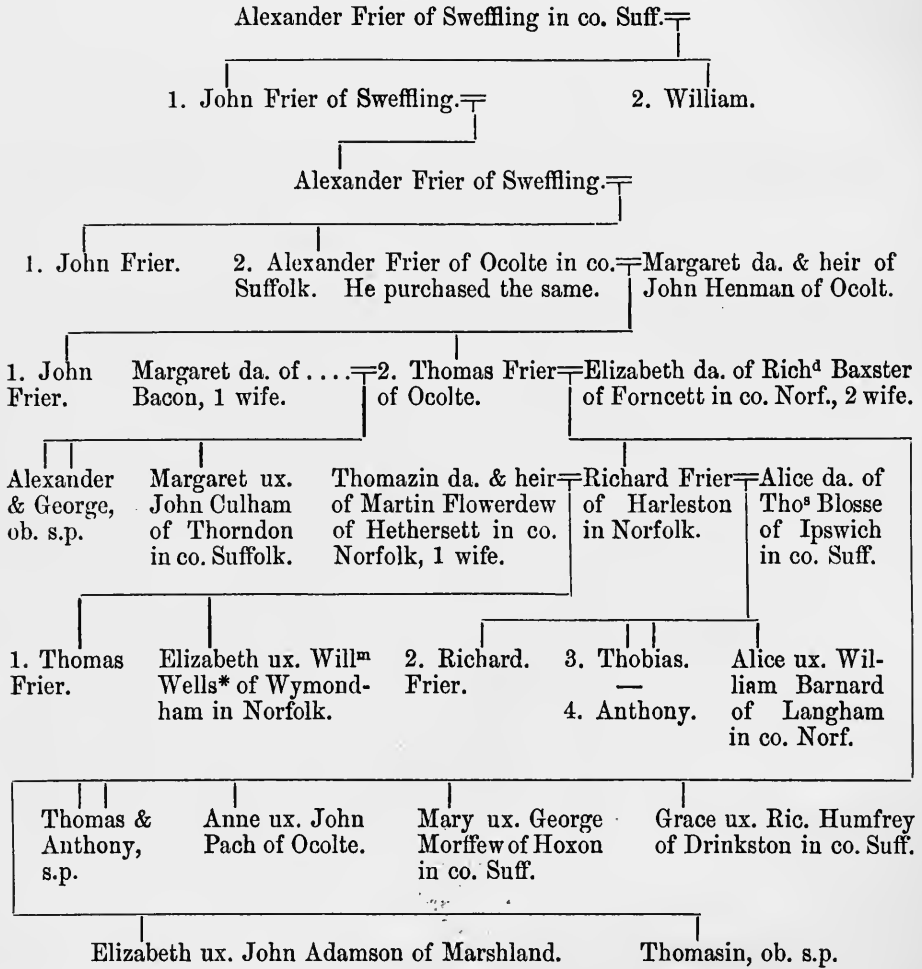 Alexander Frier of Sweffling in co. Suff.
1. John Frier of Sweffling.
2. William.
Alexander Frier of Sweffling.
1. John Frier.
2. Alexander Frier of Ocolte in co.
Suffolk. He purchased the same.
Margaret da. & heir of
John Henman of Ocolt.
1. John
Frier.
Margaret da. of ....
Bacon, 1 wife.
2. Thomas Frier
of Ocolte.
Elizabeth da. of Richᵈ Baxster
of Forncett in co. Norf., 2 wife.
Alexander
& George,
ob. s.p.
Margaret ux.
John Culham
of Thorndon
in co. Suffolk.
Thomazin da. & heir
of Martin Flowerdew
of Hethersett in co.
Norfolk, 1 wife.
Richard Frier
of Harleston
in Norfolk.
Alice da. of
Thoˢ Blosse
of Ipswich
in co. Suff.
1. Thomas
Frier.
Elizabeth ux. Willᵐ
Wells* of Wymond-
ham in Norfolk.
2. Richard.
Frier.
3. Thobias.
—
4. Anthony.
Alice ux. Wil-
liam Barnard
of Langham
in co. Norf.
Thomas &
Anthony,
s.p.
Anne ux. John
Pach of Ocolte.
Mary ux. George
Morffew of Hoxon
in co. Suff.
Grace ux. Ric. Humfrey
of Drinkston in co. Suff.
Elizabeth ux. John Adamson of Marshland.
Thomasin, ob. s.p.